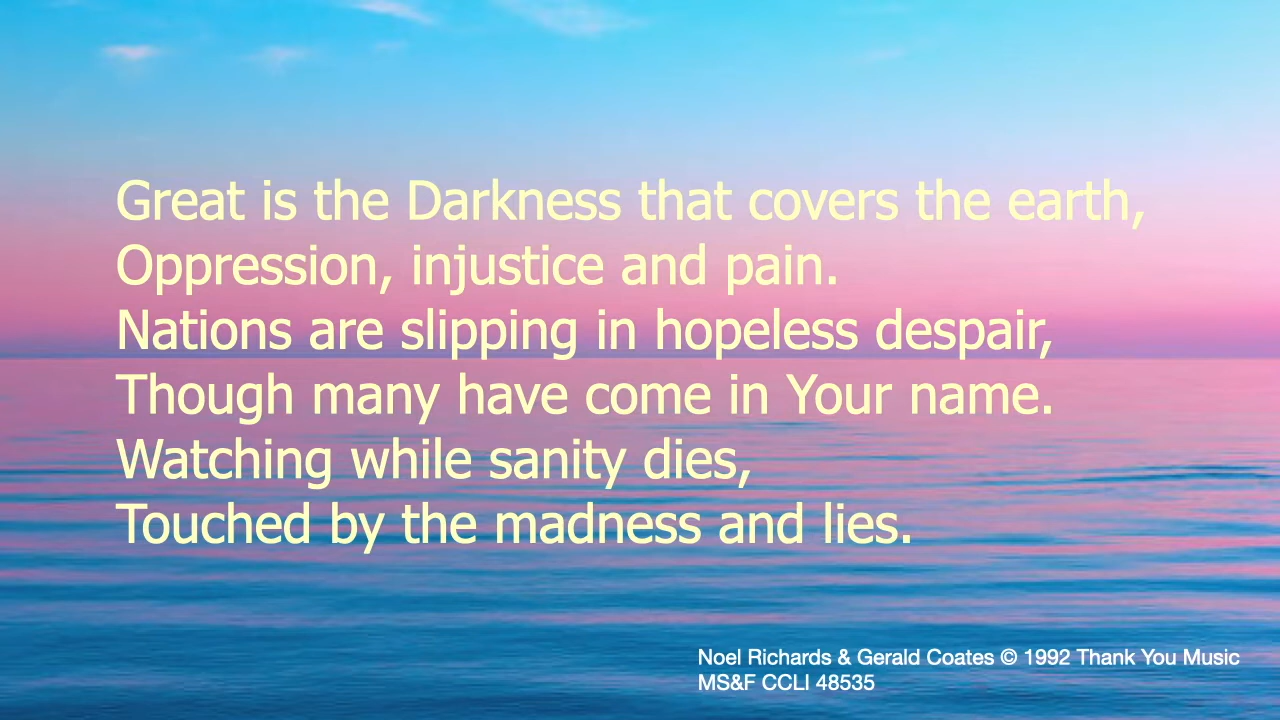 Great is the Darkness that covers the earth,
Oppression, injustice and pain.
Nations are slipping in hopeless despair,
Though many have come in Your name.
Watching while sanity dies,
Touched by the madness and lies.
Noel Richards & Gerald Coates © 1992 Thank You Music
MS&F CCLI 48535